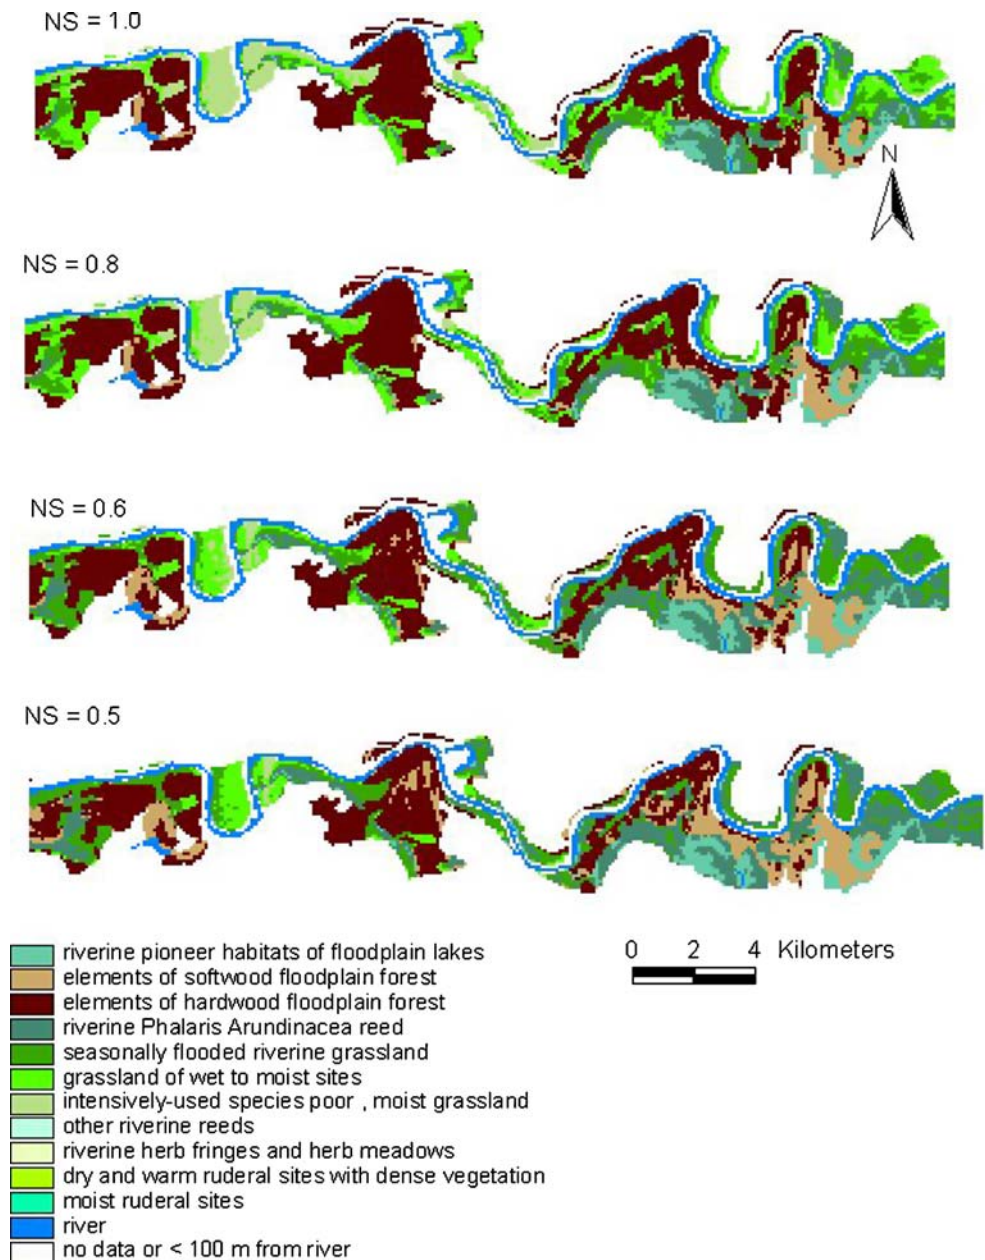 NS = 1.0
N
NS = 0.8
NS = 0.6
NS = 0.5
riverine pioneer habitats of floodplain lakes
elements of softwood floodplain forest
elements of hardwood floodplain forest
riverine Phalaris Arundinacea reed
seasonally flooded riverine grassland
grassland of wet to moist sites
intensively-used species poor , moist grassland
other riverine reeds
riverine herb fringes and herb meadows
dry and warm ruderal sites with dense vegetation
moist ruderal sites
river
no data or < 100 m from river
0 2 4 Kilometers